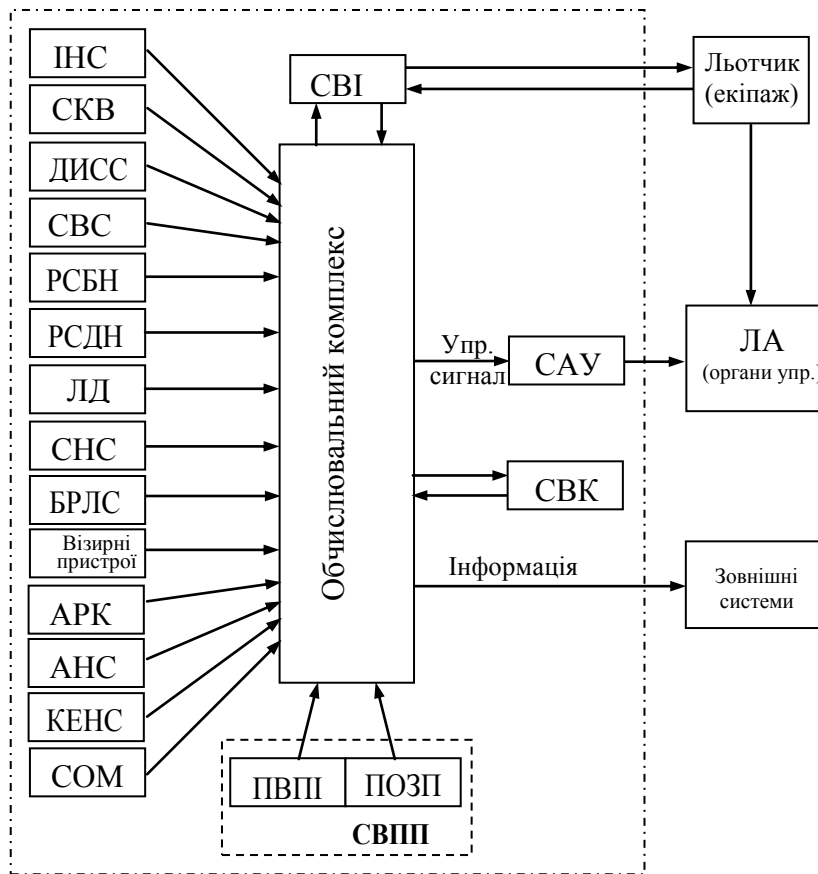 ІНС
СКВ
ДИСС
СВС
РСБН
РСДН
ЛД
СНС
БРЛС
Візирні
пристрої
АРК
АНС
КЕНС
СОМ
СВІ
Обчислювальний комплекс
Упр.
сигнал
САУ
СВК
Інформація
Льотчик
(екіпаж)
ЛА
(органи упр.)
Зовнішні
системи
ПВПІ
ПОЗП
СВПП